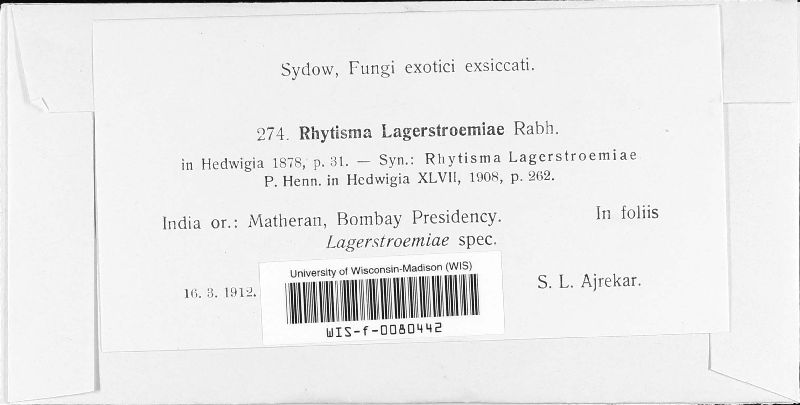 Sydow, Fungi exotici exsiccati.
274. Rhytisma Lagerstroemiae Rabh.
in Hedwigia 1878, p. 31. — Syn.: Rhytisma Lagerstroemiae
P. Henn. in Hedwigia XLVII, 1908, p. 262.
India or.: Matheran, Bombay Presidency. In foliis
Lagerstroemiae spec.
16. 3. 1912. S. L. Ajrekar.
University of Wisconsin-Madison (WIS)
WIS-f-0080442